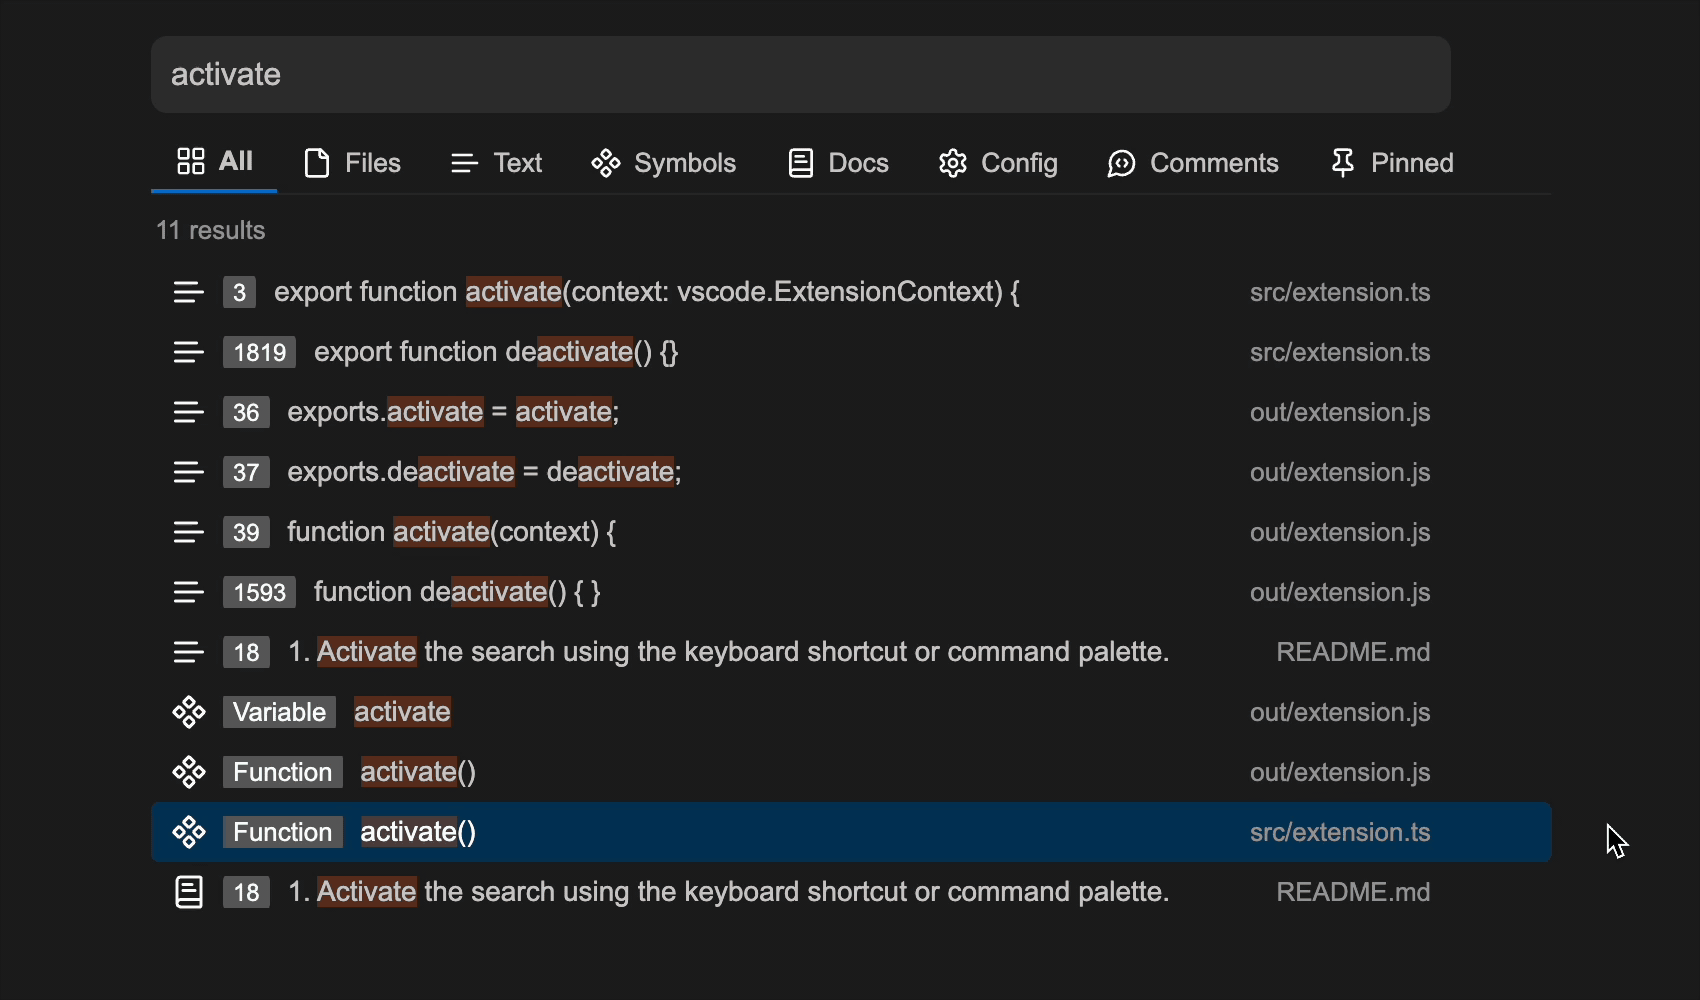 activate
All Files Text Symbols Docs Config Comments Pinned
11 results
3 export function activate(context: vscode.ExtensionContext) { src/extension.ts
1819 export function deactivate() {} src/extension.ts
36 exports.activate = activate; out/extension.js
37 exports.deactivate = deactivate; out/extension.js
39 function activate(context) { out/extension.js
1593 function deactivate() { } out/extension.js
18 1. Activate the search using the keyboard shortcut or command palette. README.md
Variable activate out/extension.js
Function activate() out/extension.js
Function activate() src/extension.ts
18 1. Activate the search using the keyboard shortcut or command palette. README.md